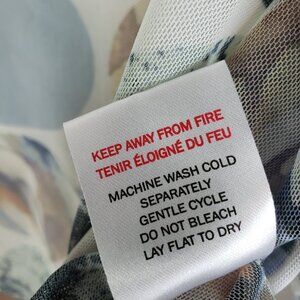 KEEP AWAY FROM FIRE
TENIR ÉLOIGNÉ DU FEU
MACHINE WASH COLD
SEPARATELY
GENTLE CYCLE
DO NOT BLEACH
LAY FLAT TO DRY